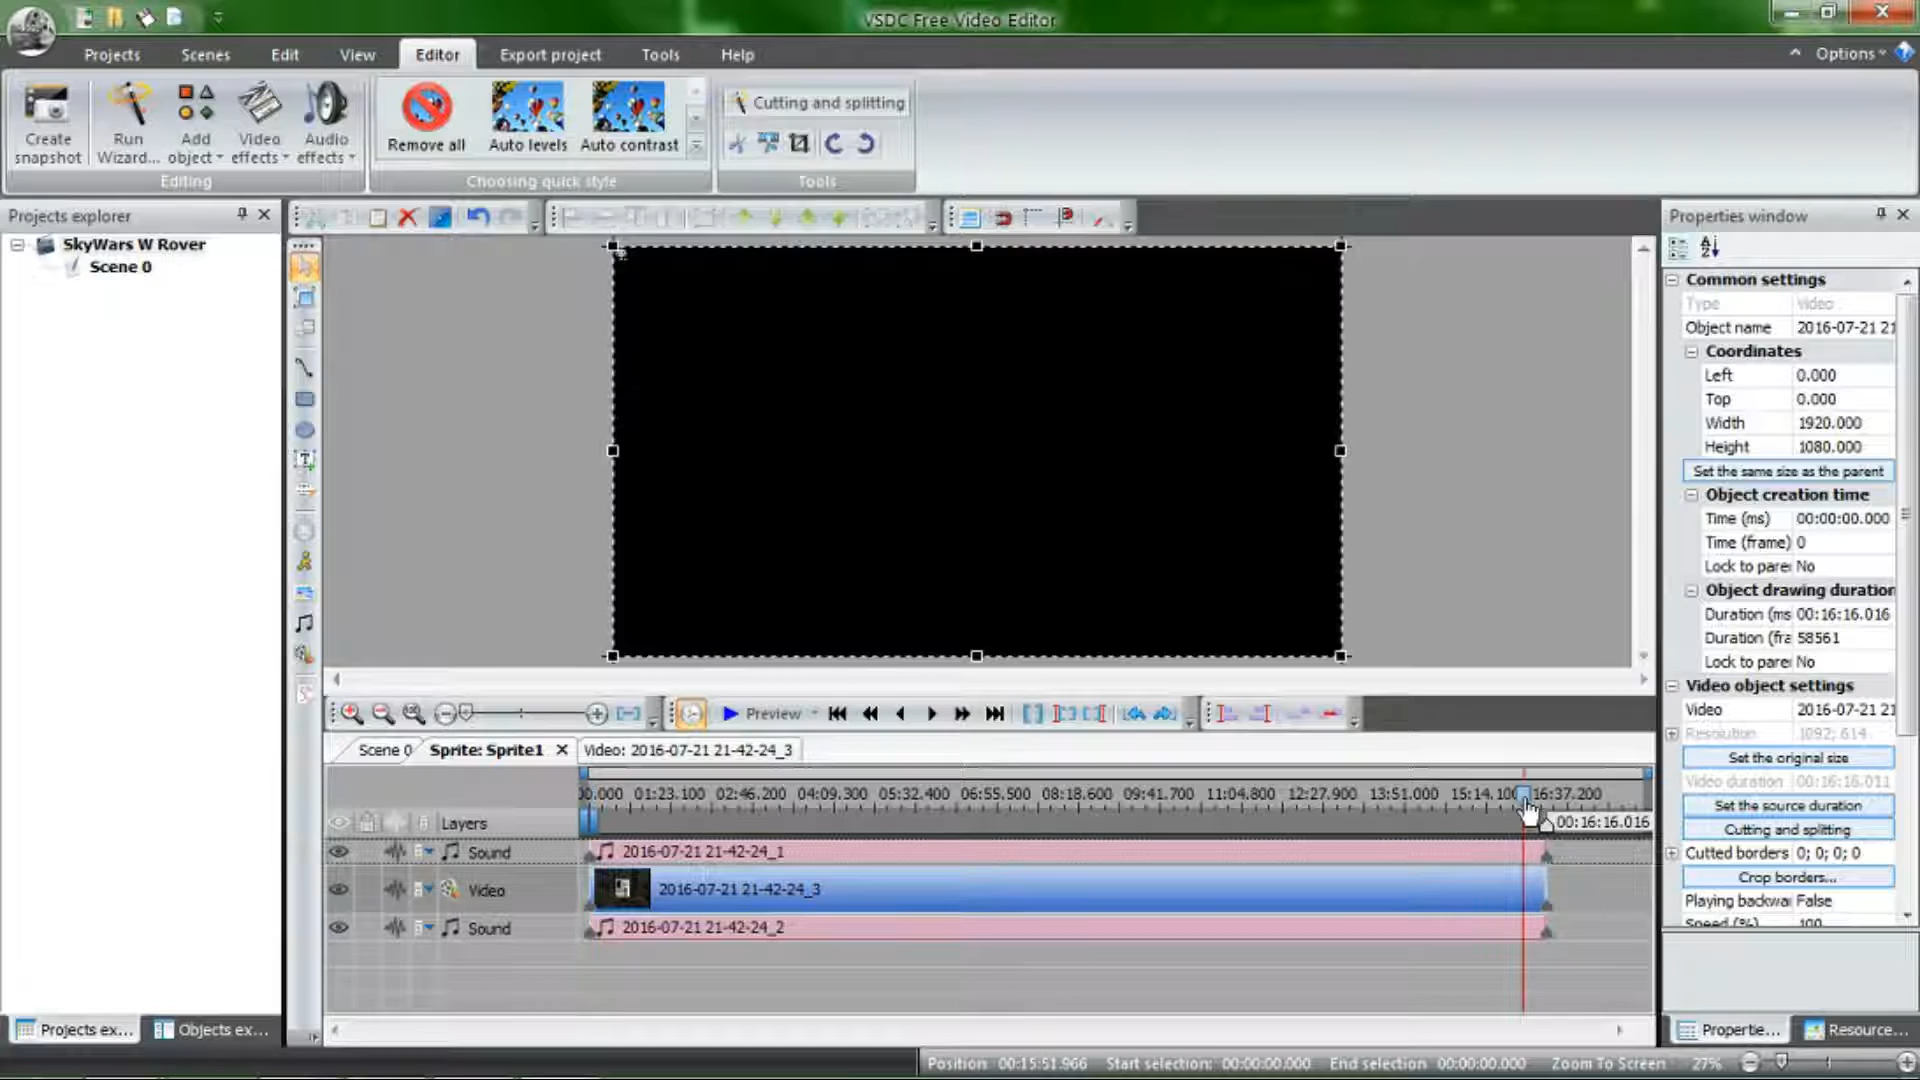 VSDC Free Video Editor
Projects Scenes Edit View Editor Export project Tools Help Options
Create snapshot
Run Wizard...
Add object
Video effects
Audio effects
Remove all
Auto levels
Auto contrast
Cutting and splitting
Editing
Choosing quick style
Tools
Projects explorer
SkyWars W Rover
Scene 0
Properties window
Common settings
Type Video
Object name 2016-07-21 21
Coordinates
Left 0.000
Top 0.000
Width 1920.000
Height 1080.000
Set the same size as the parent
Object creation time
Time (ms) 00:00:00.000
Time (frame) 0
Lock to parei No
Object drawing duration
Duration (ms 00:16:16.016
Duration (fra 58561
Lock to parei No
Video object settings
Video 2016-07-21 21
Resolution 1092; 614
Set the original size
Video duration 00:16:16.011
Set the source duration
Cutting and splitting
Cutted borders 0; 0; 0; 0
Crop borders...
Playing backwai False
Speed (%) 100
Preview
Scene 0 Sprite: Sprite1 Video: 2016-07-21 21-42-24_3
00.000 01:23.100 02:46.200 04:09.300 05:32.400 06:55.500 08:18.600 09:41.700 11:04.800 12:27.900 13:51.000 15:14.100 16:37.200
Layers
00:16:16.016
Sound 2016-07-21 21-42-24_1
Video 2016-07-21 21-42-24_3
Sound 2016-07-21 21-42-24_2
Projects ex... Objects ex...
Propertie... Resource...
Position 00:15:51.966 Start selection: 00:00:00.000 End selection 00:00:00.000 Zoom To Screen 27%